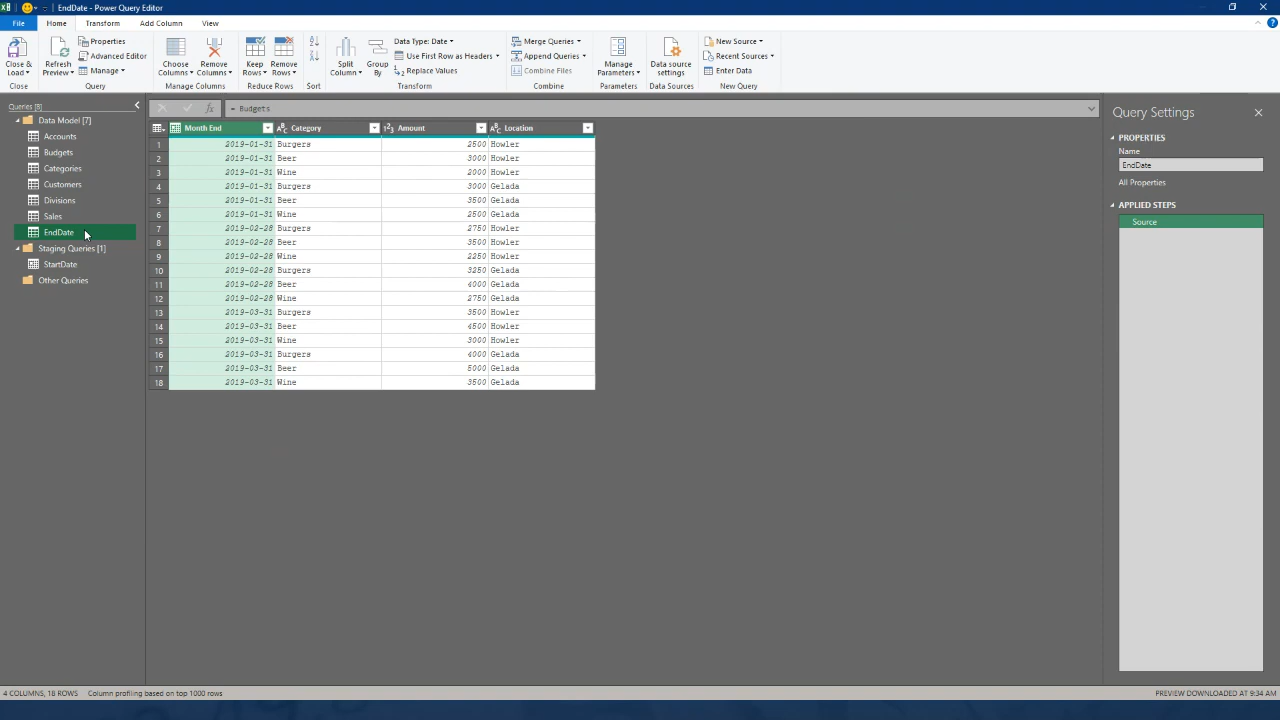 EndDate - Power Query Editor
File Home Transform Add Column View
Close & Load
Refresh Preview
Properties
Advanced Editor
Manage
Choose Columns
Remove Columns
Keep Rows
Remove Rows
Split Column
Group By
Data Type: Date
Use First Row as Headers
Replace Values
Merge Queries
Append Queries
Combine Files
Manage Parameters
Data source settings
New Source
Recent Sources
Enter Data
Close Query Manage Columns Reduce Rows Sort Transform Combine Parameters Data Sources New Query
Queries [8]
Data Model [7]
Accounts
Budgets
Categories
Customers
Divisions
Sales
EndDate
Staging Queries [1]
StartDate
Other Queries
fx = Budgets
Month End Category Amount Location
1 2019-01-31 Burgers 2500 Howler
2 2019-01-31 Beer 3000 Howler
3 2019-01-31 Wine 2000 Howler
4 2019-01-31 Burgers 3000 Gelada
5 2019-01-31 Beer 3500 Gelada
6 2019-01-31 Wine 2500 Gelada
7 2019-02-28 Burgers 2750 Howler
8 2019-02-28 Beer 3500 Howler
9 2019-02-28 Wine 2250 Howler
10 2019-02-28 Burgers 3250 Gelada
11 2019-02-28 Beer 4000 Gelada
12 2019-02-28 Wine 2750 Gelada
13 2019-03-31 Burgers 3500 Howler
14 2019-03-31 Beer 4500 Howler
15 2019-03-31 Wine 3000 Howler
16 2019-03-31 Burgers 4000 Gelada
17 2019-03-31 Beer 5000 Gelada
18 2019-03-31 Wine 3500 Gelada
Query Settings
PROPERTIES
Name
EndDate
All Properties
APPLIED STEPS
Source
4 COLUMNS, 18 ROWS Column profiling based on top 1000 rows PREVIEW DOWNLOADED AT 9:34 AM